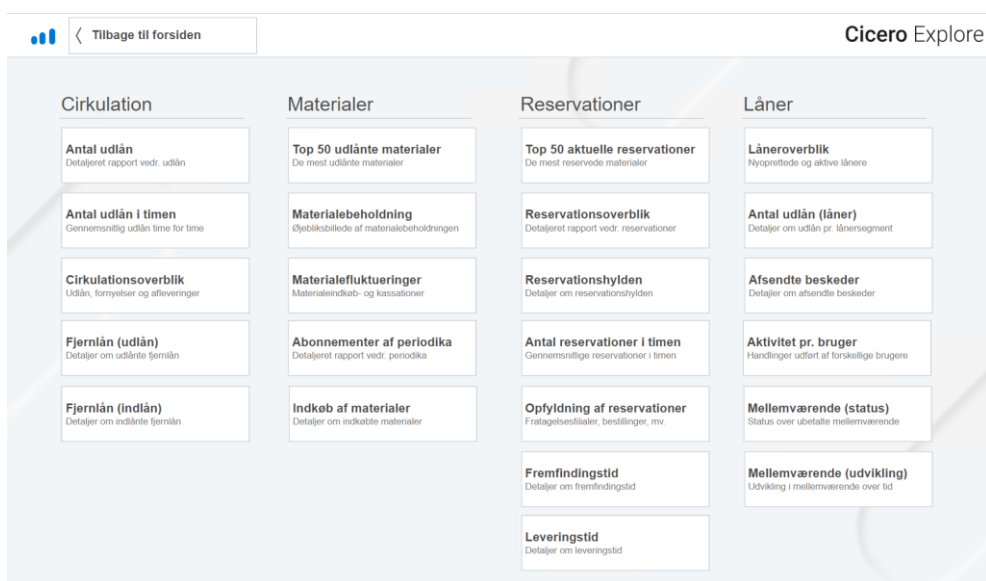 Tilbage til forsiden
Cicero Explore
Cirkulation
Antal udlån
Detaljeret rapport vedr. udlån
Antal udlån i timen
Gennemsnitlig udlån time for time
Cirkulationsoverblik
Udlån, fornyelser og afleveringer
Fjernlån (udlån)
Detaljer om udlånte fjernlån
Fjernlån (indlån)
Detaljer om indlånte fjernlån
Materialer
Top 50 udlånte materialer
De mest udlånte materialer
Materialebeholdning
Øjebliksbillede af materialebeholdningen
Materialefluktueringer
Materialeindkøb- og kassationer
Abonnementer af periodika
Detaljeret rapport vedr. periodika
Indkøb af materialer
Detaljer om indkøbte materialer
Reservationer
Top 50 aktuelle reservationer
De mest reservede materialer
Reservationsoverblik
Detaljeret rapport vedr. reservationer
Reservationshylden
Detaljer om reservationshylden
Antal reservationer i timen
Gennemsnitlige reservationer i timen
Opfyldning af reservationer
Fratagelsesfilialer, bestillinger, mv.
Fremfindingstid
Detaljer om fremfindingstid
Leveringstid
Detaljer om leveringstid
Låner
Låneroverblik
Nyoprettede og aktive lånere
Antal udlån (låner)
Detaljer om udlån pr. lånersegment
Afsendte beskeder
Detaljer om afsendte beskeder
Aktivitet pr. bruger
Handlinger udført af forskellige brugere
Mellemværende (status)
Status over ubetalte mellemværende
Mellemværende (udvikling)
Udvikling i mellemværende over tid